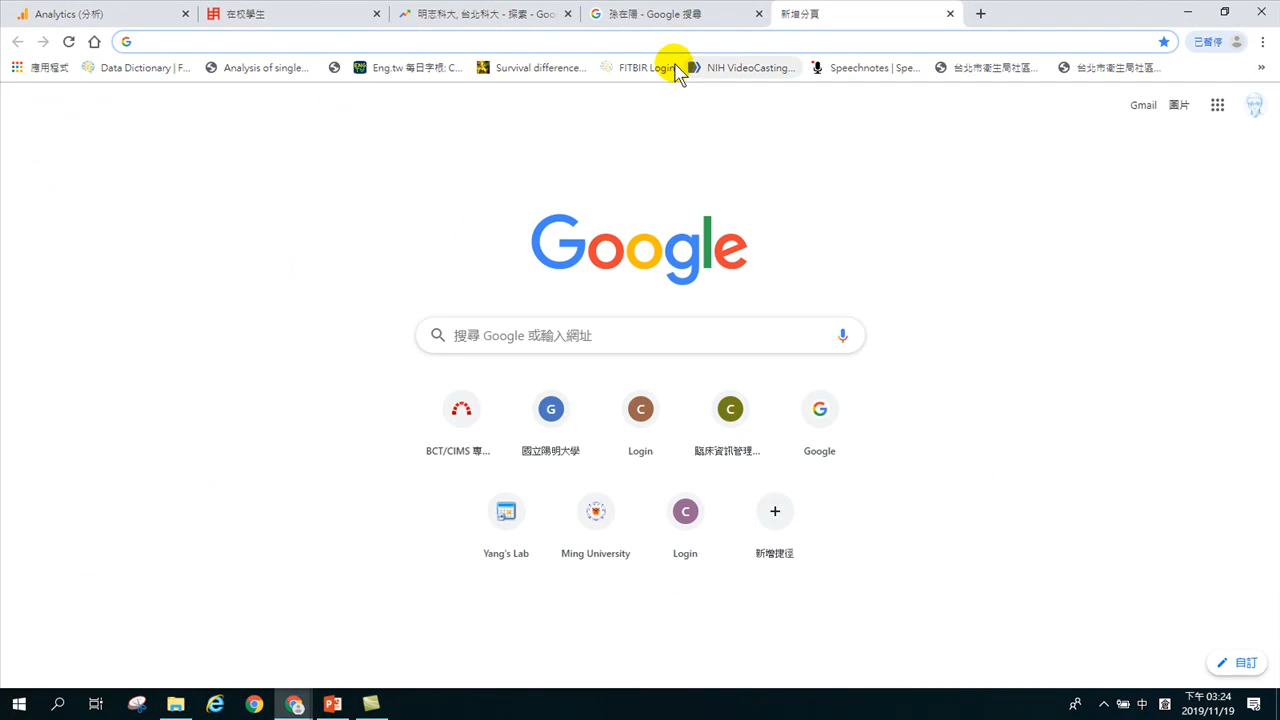 Analytics (分析)
在校學生
明志科大, 台北科大 - 探索 - Goo
孫在陽 - Google 搜尋
新增分頁
已暫停
應用程式
Data Dictionary | F...
Analysis of single...
Eng.tw 每日字根: C...
Survival difference...
FITBIR Login
NIH VideoCasting...
Speechnotes | Spe...
台北市衛生局社區...
台北市衛生局社區...
»
Gmail
圖片
Google
搜尋 Google 或輸入網址
G
C
C
BCT/CIMS 專...
國立陽明大學
Login
臨床資訊管理...
Google
C
Yang's Lab
Ming University
Login
新增捷徑
自訂
中
下午 03:24
2019/11/19